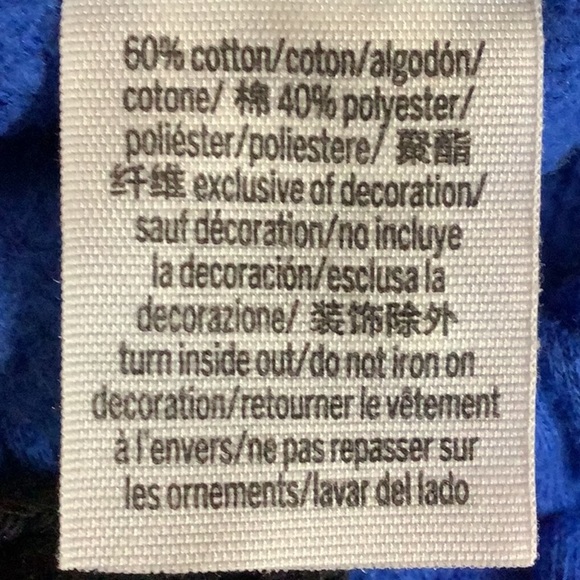 60% cotton/coton/algodón/
cotone/ 棉 40% polyester/
poliéster/poliestere/ 聚酯
纤维 exclusive of decoration/
sauf décoration/no incluye
la decoración/esclusa la
decorazione/ 装饰除外
turn inside out/do not iron on
decoration/retourner le vêtement
à l'envers/ne pas repasser sur
les ornements/lavar del lado